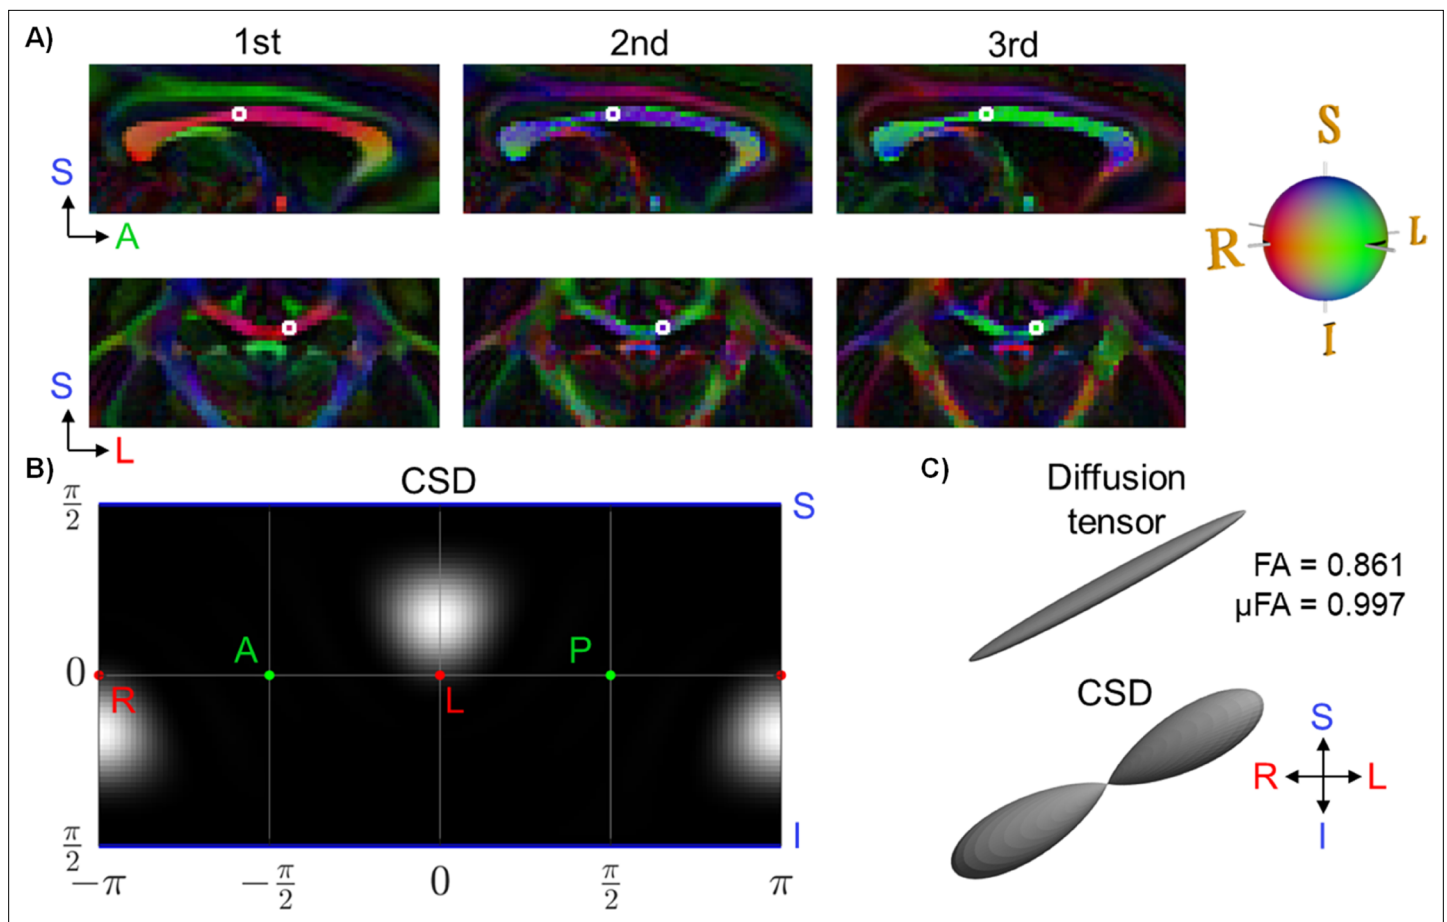 A)
1st 2nd 3rd
S
A
S
R L
I
S
L
B)
CSD
C)
π/2
S
Diffusion
tensor
FA = 0.861
μFA = 0.997
A P
0
R L
CSD
S
R L
I
π/2
I
−π −π/2 0 π/2 π